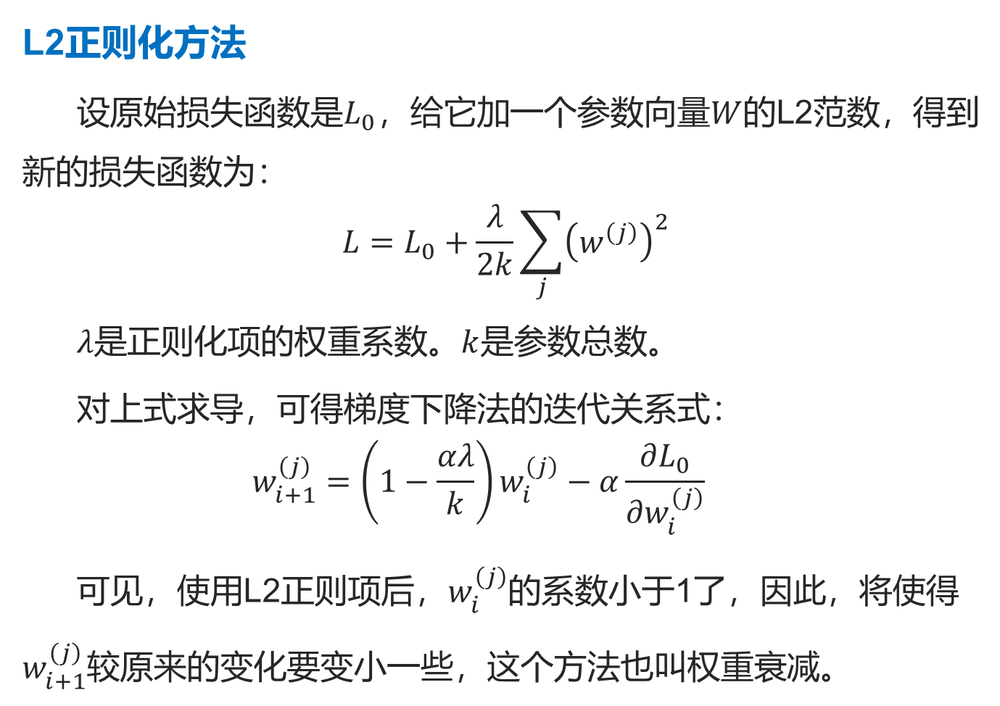 L2正则化方法
设原始损失函数是$L_0$，给它加一个参数向量$W$的L2范数，得到
新的损失函数为：
$L = L_0 + \frac{\lambda}{2k} \sum_j \left(w^{(j)}\right)^2$
$\lambda$是正则化项的权重系数。$k$是参数总数。
对上式求导，可得梯度下降法的迭代关系式：
$w_{i+1}^{(j)} = \left(1 - \frac{\alpha\lambda}{k}\right) w_i^{(j)} - \alpha \frac{\partial L_0}{\partial w_i^{(j)}}$
可见，使用L2正则项后，$w_i^{(j)}$的系数小于1了，因此，将使得
$w_{i+1}^{(j)}$较原来的变化要变小一些，这个方法也叫权重衰减。